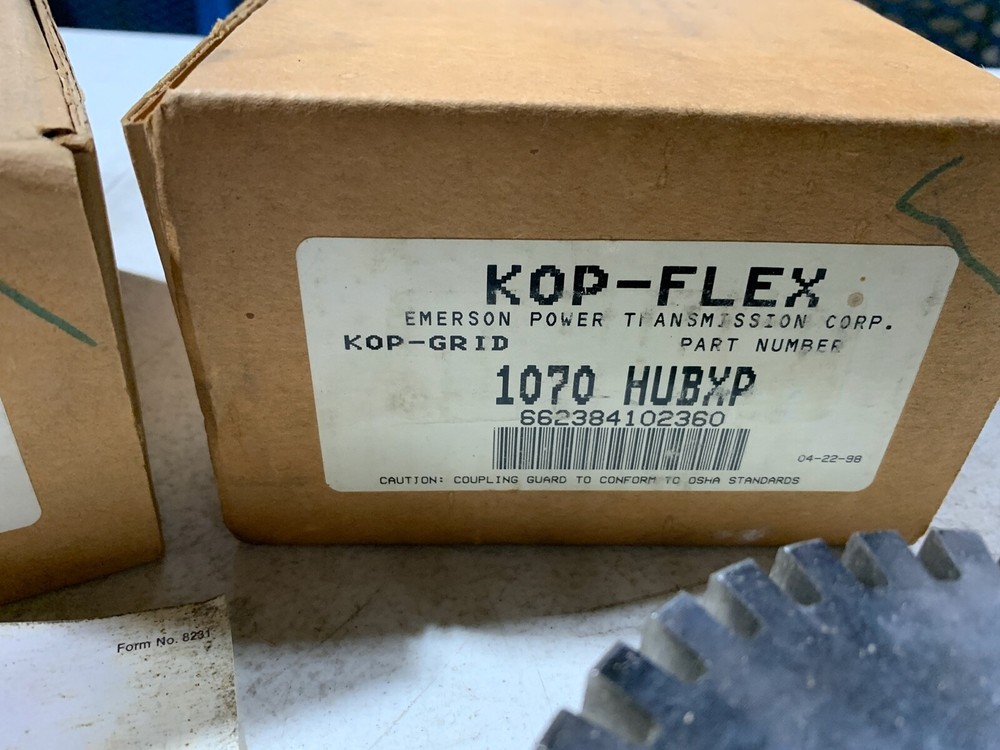 KOP-FLEX
EMERSON POWER TRANSMISSION CORP.
KOP-GRID PART NUMBER
1070 HUBXP
662384102360
04-22-98
CAUTION: COUPLING GUARD TO CONFORM TO OSHA STANDARDS
Form No. 8231